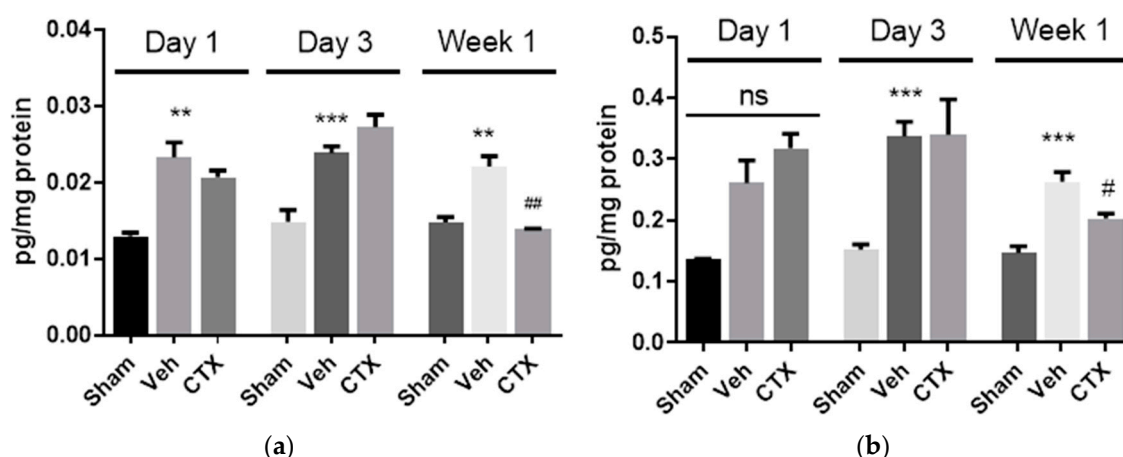 0.04
0.03
0.02
0.01
0.00
pg/mg protein
Day 1
Day 3
Week 1
**
***
**
##
Sham
Veh
CTX
Sham
Veh
CTX
Sham
Veh
CTX
(a)
0.5
0.4
0.3
0.2
0.1
0.0
pg/mg protein
Day 1
Day 3
Week 1
ns
***
***
#
Sham
Veh
CTX
Sham
Veh
CTX
Sham
Veh
CTX
(b)